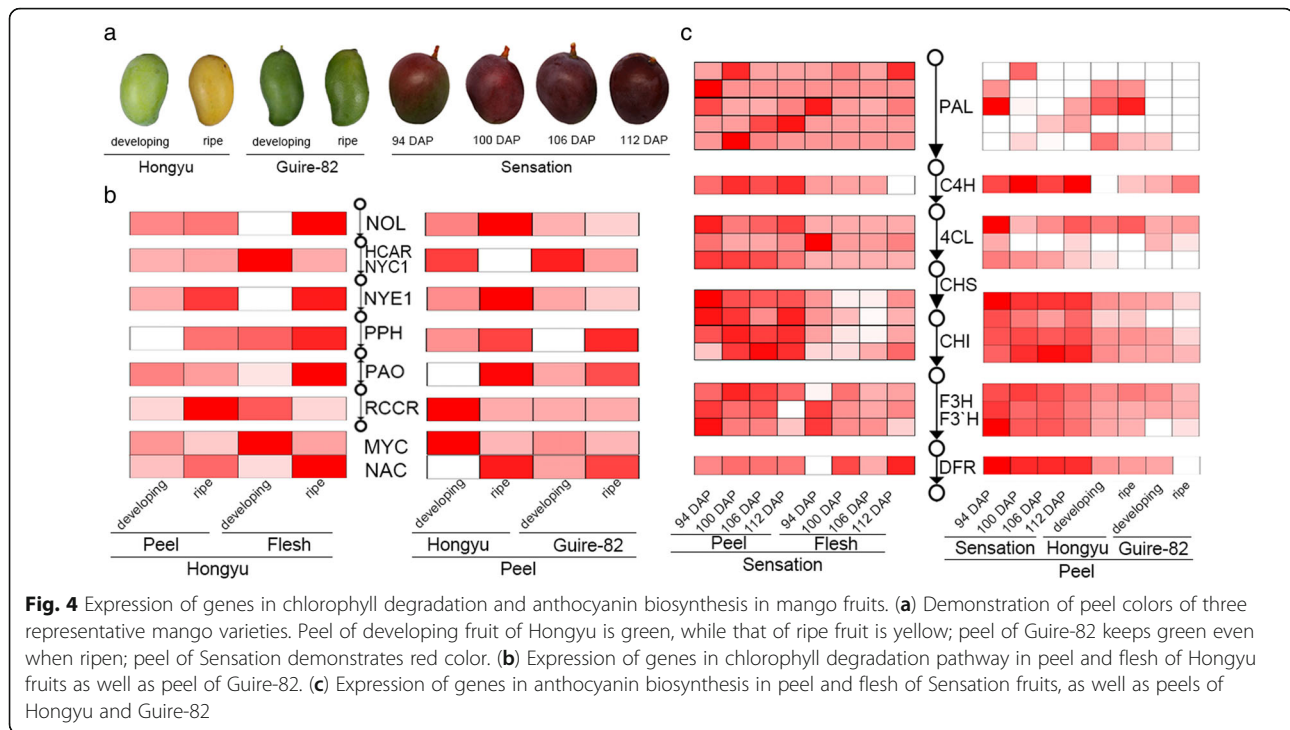 a
developing
ripe
developing
ripe
94 DAP
100 DAP
106 DAP
112 DAP
Hongyu
Guire-82
Sensation
b
NOL
HCAR
NYC1
NYE1
PPH
PAO
RCCR
MYC
NAC
developing
ripe
developing
ripe
Peel
Flesh
Hongyu
developing
ripe
developing
ripe
Hongyu
Guire-82
Peel
c
PAL
C4H
4CL
CHS
CHI
F3H
F3`H
DFR
94 DAP
100 DAP
106 DAP
112 DAP
94 DAP
100 DAP
106 DAP
112 DAP
Peel
Flesh
Sensation
94 DAP
100 DAP
106 DAP
112 DAP
developing
ripe
developing
ripe
Sensation
Hongyu
Guire-82
Peel
Fig. 4 Expression of genes in chlorophyll degradation and anthocyanin biosynthesis in mango fruits. (a) Demonstration of peel colors of three
representative mango varieties. Peel of developing fruit of Hongyu is green, while that of ripe fruit is yellow; peel of Guire-82 keeps green even
when ripen; peel of Sensation demonstrates red color. (b) Expression of genes in chlorophyll degradation pathway in peel and flesh of Hongyu
fruits as well as peel of Guire-82. (c) Expression of genes in anthocyanin biosynthesis in peel and flesh of Sensation fruits, as well as peels of
Hongyu and Guire-82